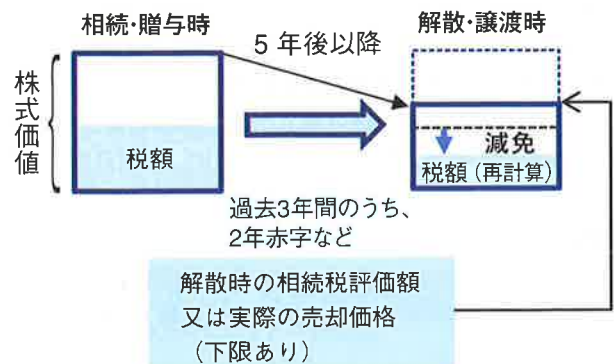 相続・贈与時
5年後以降
解散・譲渡時
株式価値
税額
減免
税額(再計算)
過去3年間のうち、
2年赤字など
解散時の相続税評価額
又は実際の売却価格
(下限あり)